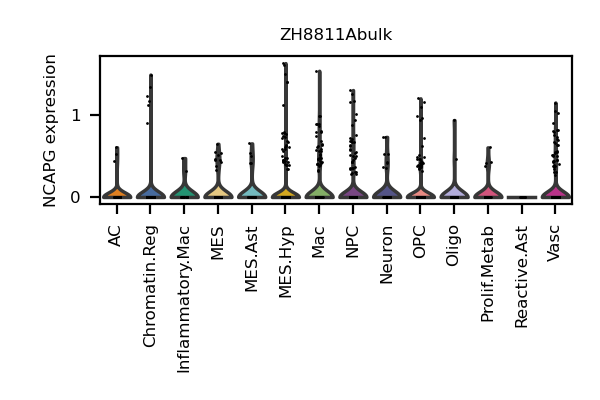 ZH8811Abulk
NCAPG expression
1
0
AC
Chromatin.Reg
Inflammatory.Mac
MES
MES.Ast
MES.Hyp
Mac
NPC
Neuron
OPC
Oligo
Prolif.Metab
Reactive.Ast
Vasc